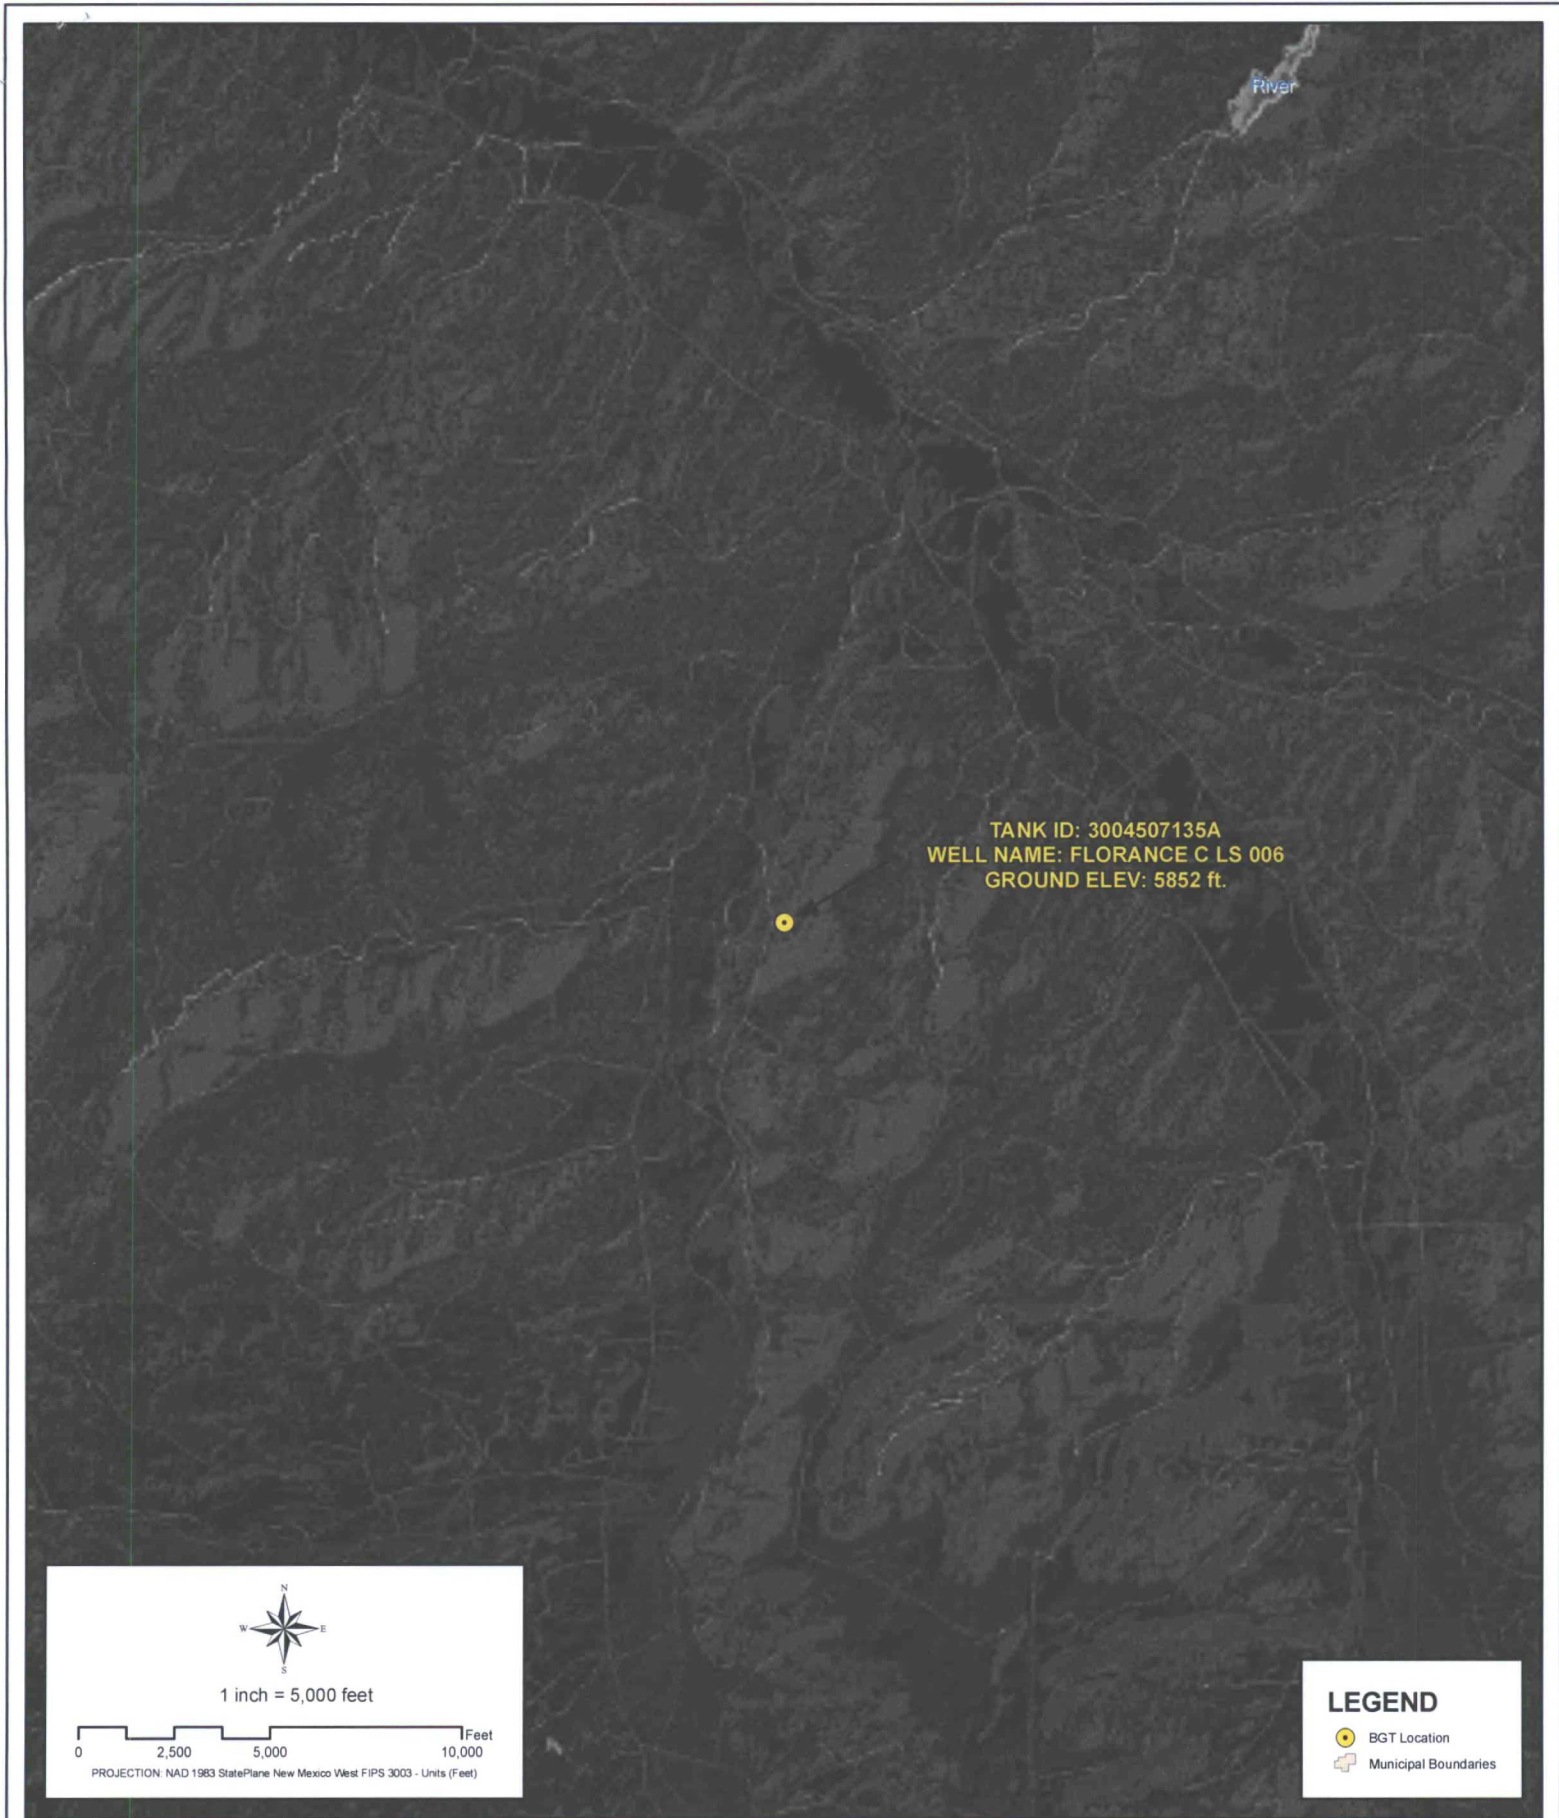 River
TANK ID: 3004507135A
WELL NAME: FLORANCE C LS 006
GROUND ELEV: 5852 ft.
N
W E
S
1 inch = 5,000 feet
Feet
0 2,500 5,000 10,000
PROJECTION: NAD 1983 StatePlane New Mexico West FIPS 3003 - Units (Feet)
LEGEND
BGT Location
Municipal Boundaries